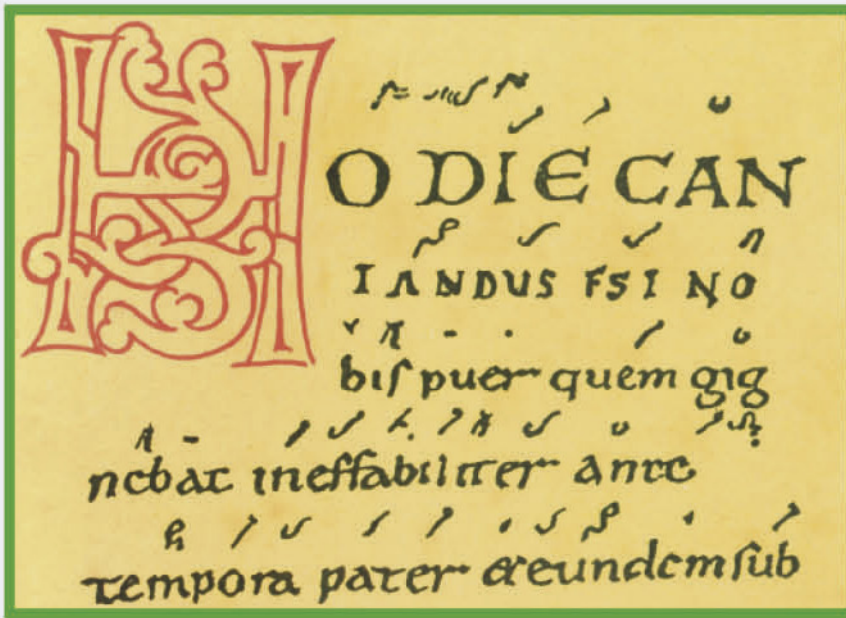 HODIE CAN
TANDUS EST NO
biſ puer quem gig
nebat ineffabiliter ante
tempora pater &eundem ſub